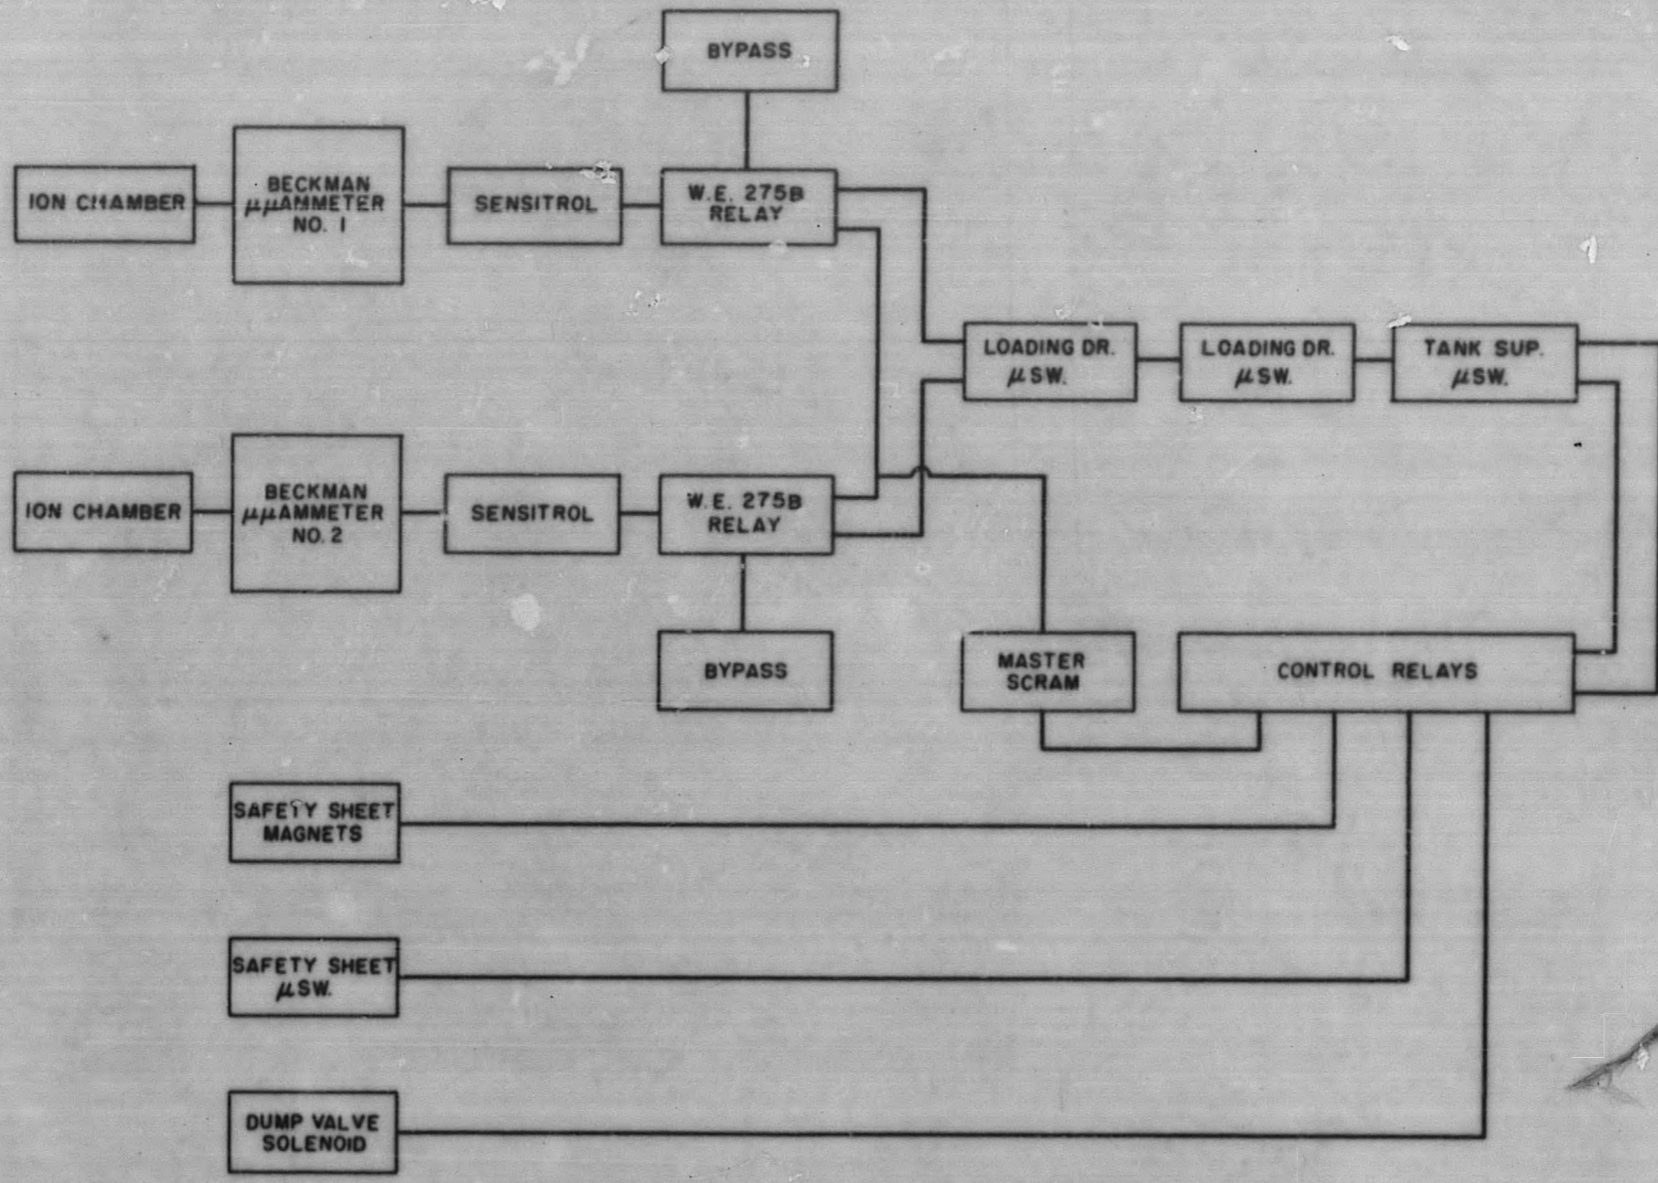 BYPASS
ION CHAMBER
BECKMAN
μμAMMETER
NO. 1
SENSITROL
W.E. 275B
RELAY
LOADING DR.
μSW.
LOADING DR.
μSW.
TANK SUP.
μSW.
ION CHAMBER
BECKMAN
μμAMMETER
NO. 2
SENSITROL
W.E. 275B
RELAY
BYPASS
MASTER
SCRAM
CONTROL RELAYS
SAFETY SHEET
MAGNETS
SAFETY SHEET
μSW.
DUMP VALVE
SOLENOID